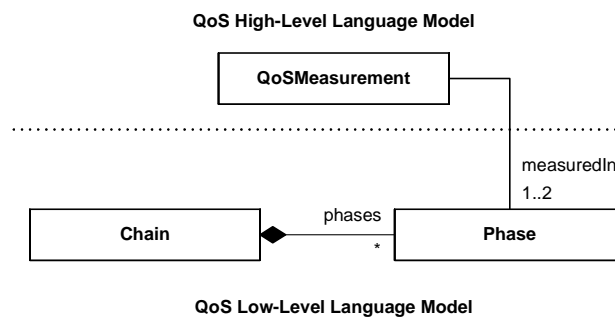 QoS High-Level Language Model
QoSMeasurement
measuredIn
1..2
phases
Chain
Phase
*
QoS Low-Level Language Model